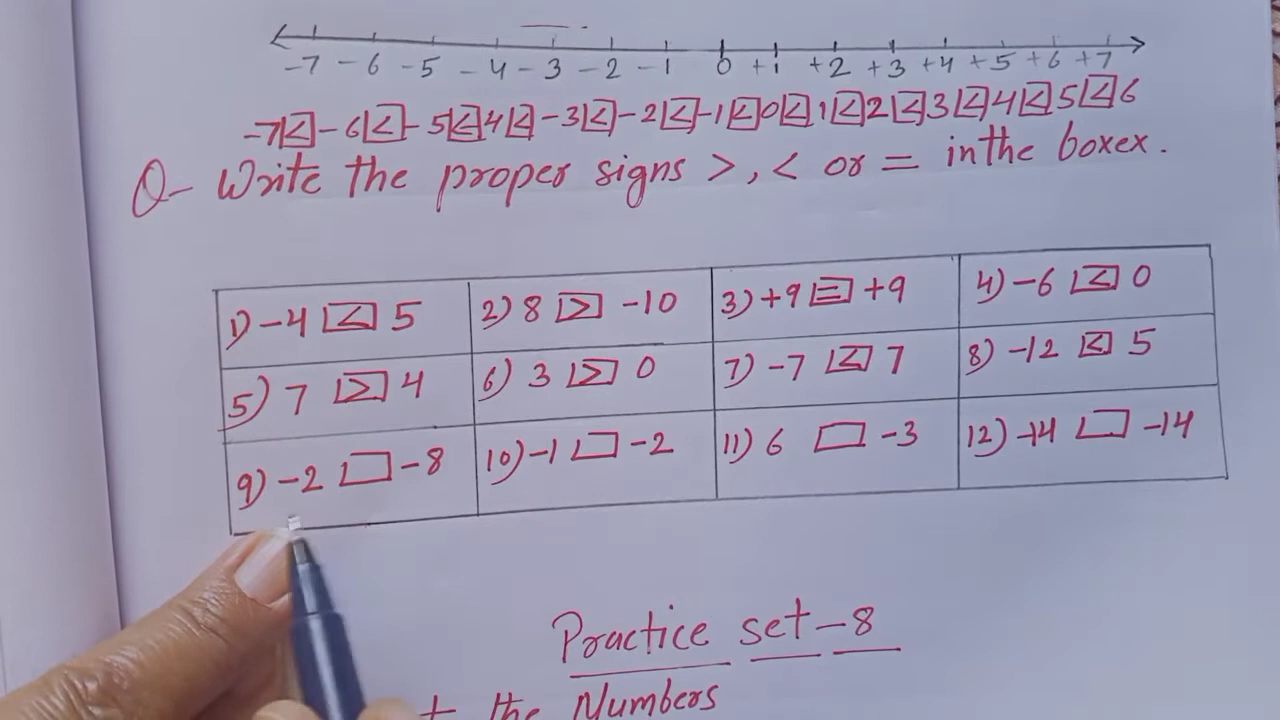 -7 -6 -5 -4 -3 -2 -1 0 +1 +2 +3 +4 +5 +6 +7
-7 < -6 < -5 < 4 < -3 < -2 < -1 < 0 < 1 < 2 < 3 < 4 < 5 < 6
Q- Write the proper signs >, < or = in the boxex.
1) -4 < 5 2) 8 > -10 3) +9 = +9 4) -6 < 0
5) 7 > 4 6) 3 > 0 7) -7 < 7 8) -12 < 5
9) -2 □ -8 10) -1 □ -2 11) 6 □ -3 12) -14 □ -14
Practice set-8
the Numbers